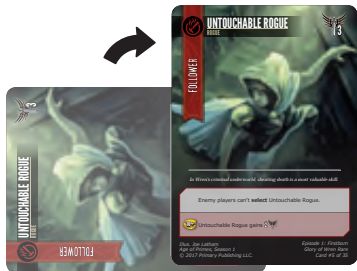 UNTOUCHABLE ROGUE
ROGUE
3
FOLLOWER
In Wren's criminal underworld, cheating death is a most valuable skill.
Enemy players can't select Untouchable Rogue.
Untouchable Rogue gains
Illus. Joe Latham
Age of Primes, Season 1
© 2017 Primary Publishing LLC.
Episode 1: Firstborn
Glory of Wren Rare
Card #5 of 35
3
UNTOUCHABLE ROGUE
ROGUE
FOLLOWER